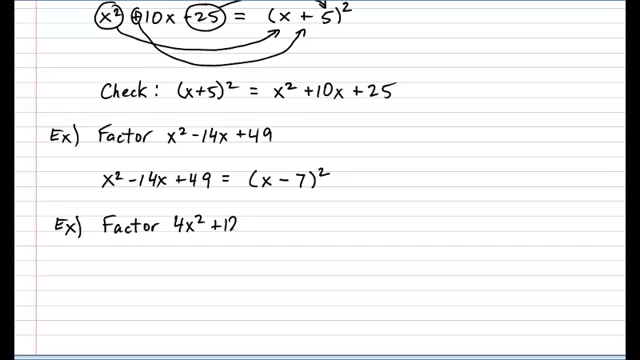 x² + 10x + 25 = (x + 5)²
Check: (x+5)² = x² + 10x + 25
Ex) Factor x² - 14x + 49
x² - 14x + 49 = (x - 7)²
Ex) Factor 4x² + 12